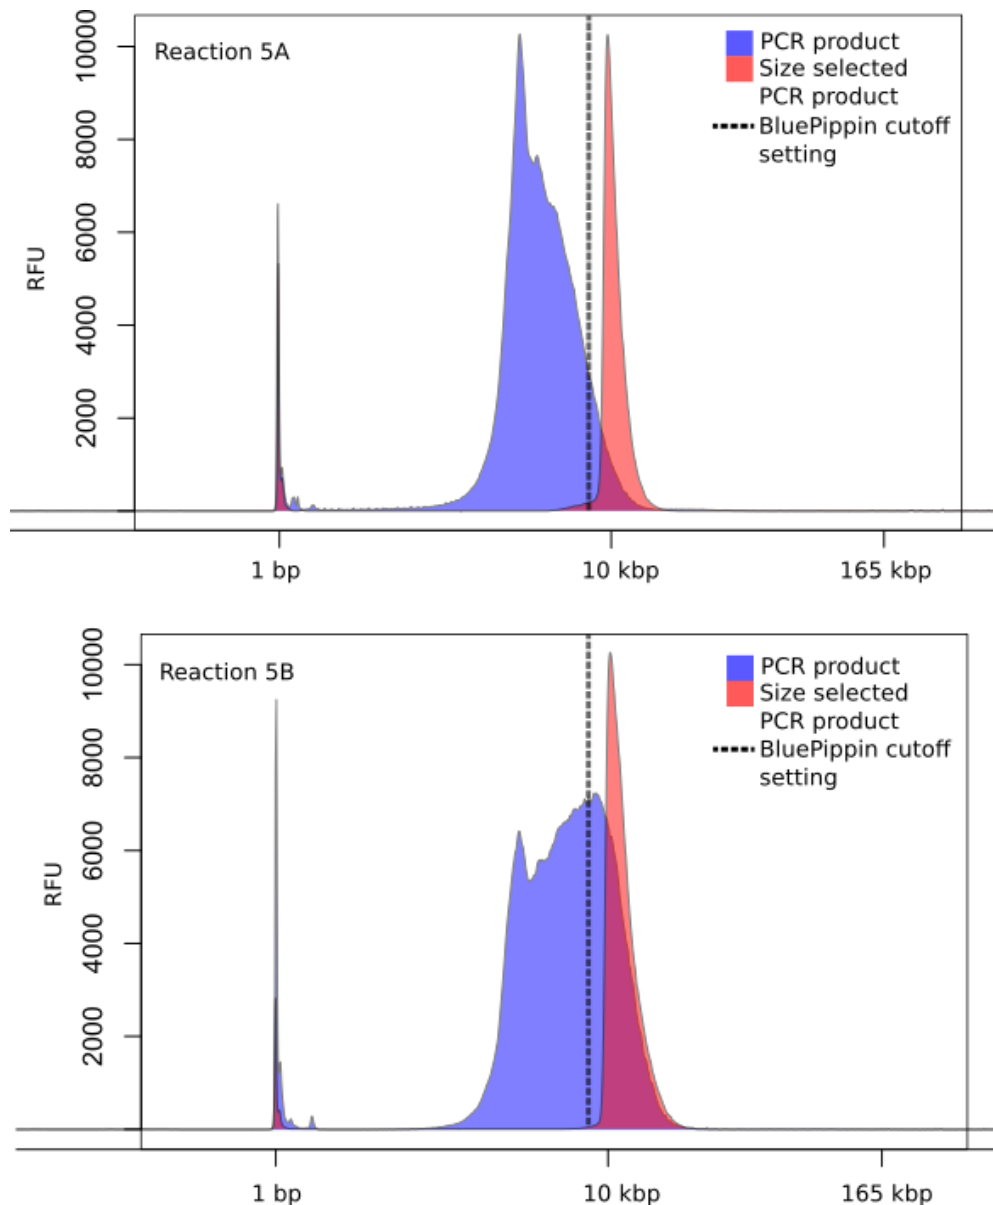 Reaction 5A
PCR product
Size selected
PCR product
BluePippin cutoff
setting
RFU
10000
8000
6000
4000
2000
1 bp
10 kbp
165 kbp
Reaction 5B
PCR product
Size selected
PCR product
BluePippin cutoff
setting
RFU
10000
8000
6000
4000
2000
1 bp
10 kbp
165 kbp